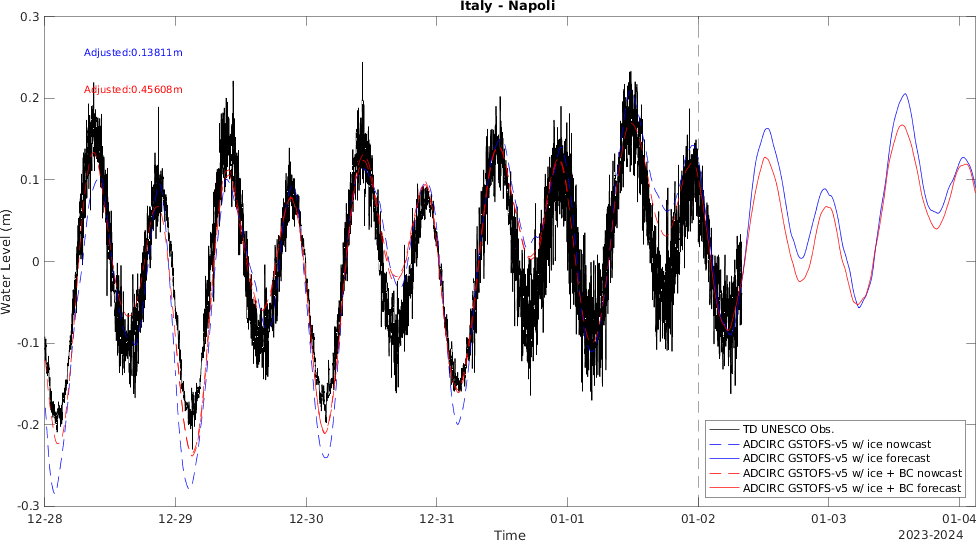 Italy - Napoli
0.3
0.2
0.1
0
-0.1
-0.2
-0.3
Water Level (m)
Adjusted:0.13811m
Adjusted:0.45608m
TD UNESCO Obs.
ADCIRC GSTOFS-v5 w/ ice nowcast
ADCIRC GSTOFS-v5 w/ ice forecast
ADCIRC GSTOFS-v5 w/ ice + BC nowcast
ADCIRC GSTOFS-v5 w/ ice + BC forecast
12-28 12-29 12-30 12-31 01-01 01-02 01-03 01-04
Time
2023-2024